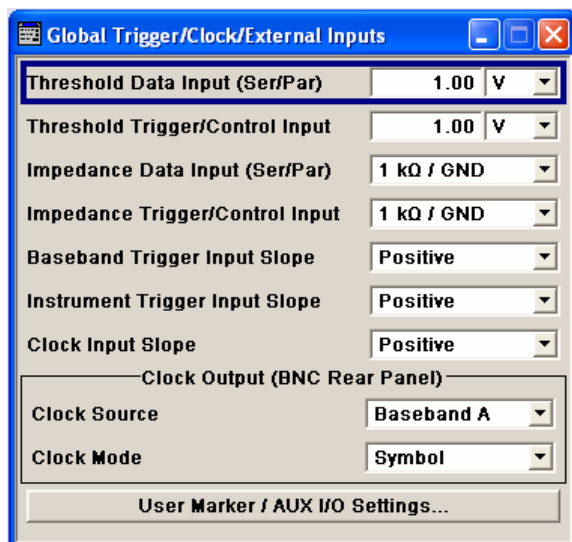 Global Trigger/Clock/External Inputs
Threshold Data Input (Ser/Par) 1.00 V
Threshold Trigger/Control Input 1.00 V
Impedance Data Input (Ser/Par) 1 kΩ / GND
Impedance Trigger/Control Input 1 kΩ / GND
Baseband Trigger Input Slope Positive
Instrument Trigger Input Slope Positive
Clock Input Slope Positive
Clock Output (BNC Rear Panel)
Clock Source Baseband A
Clock Mode Symbol
User Marker / AUX I/O Settings...